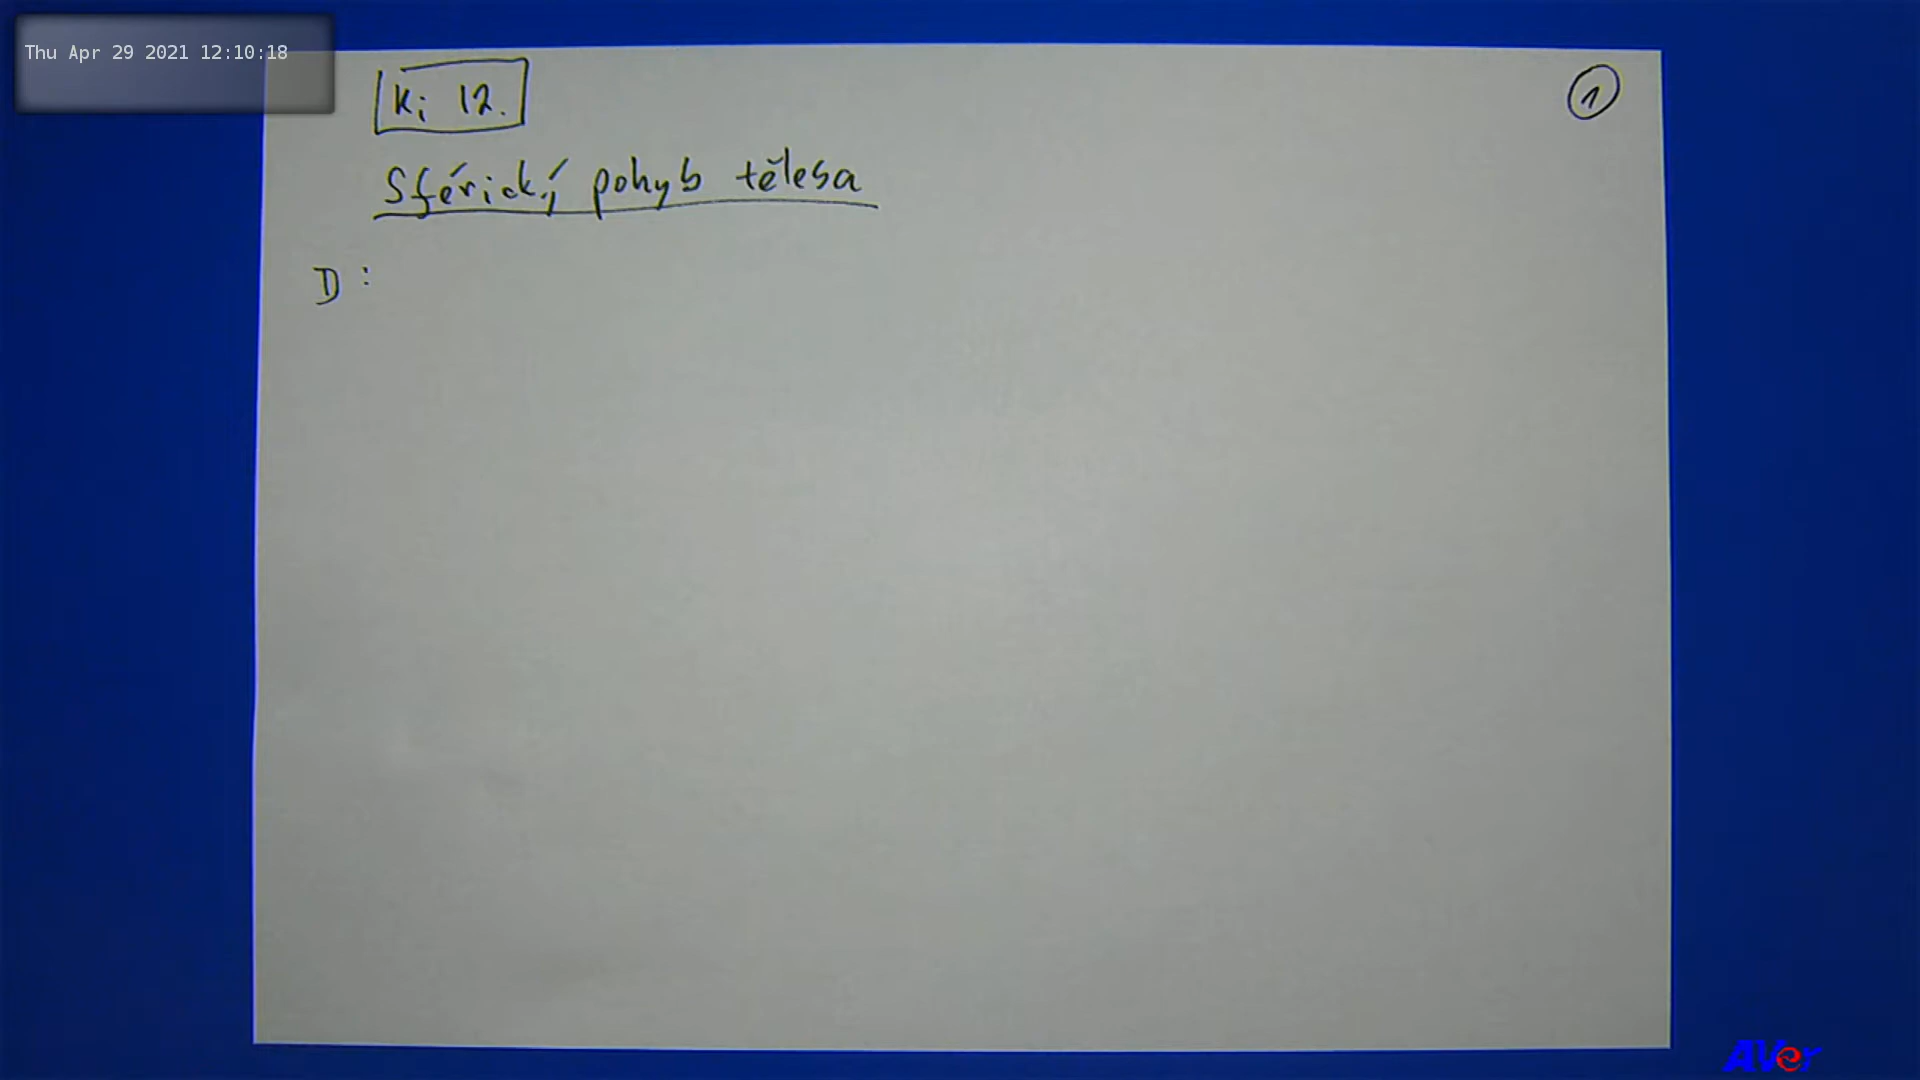 Thu Apr 29 2021 12:10:18
Ki 12.
1
Sférický pohyb tělesa
D:
AVer